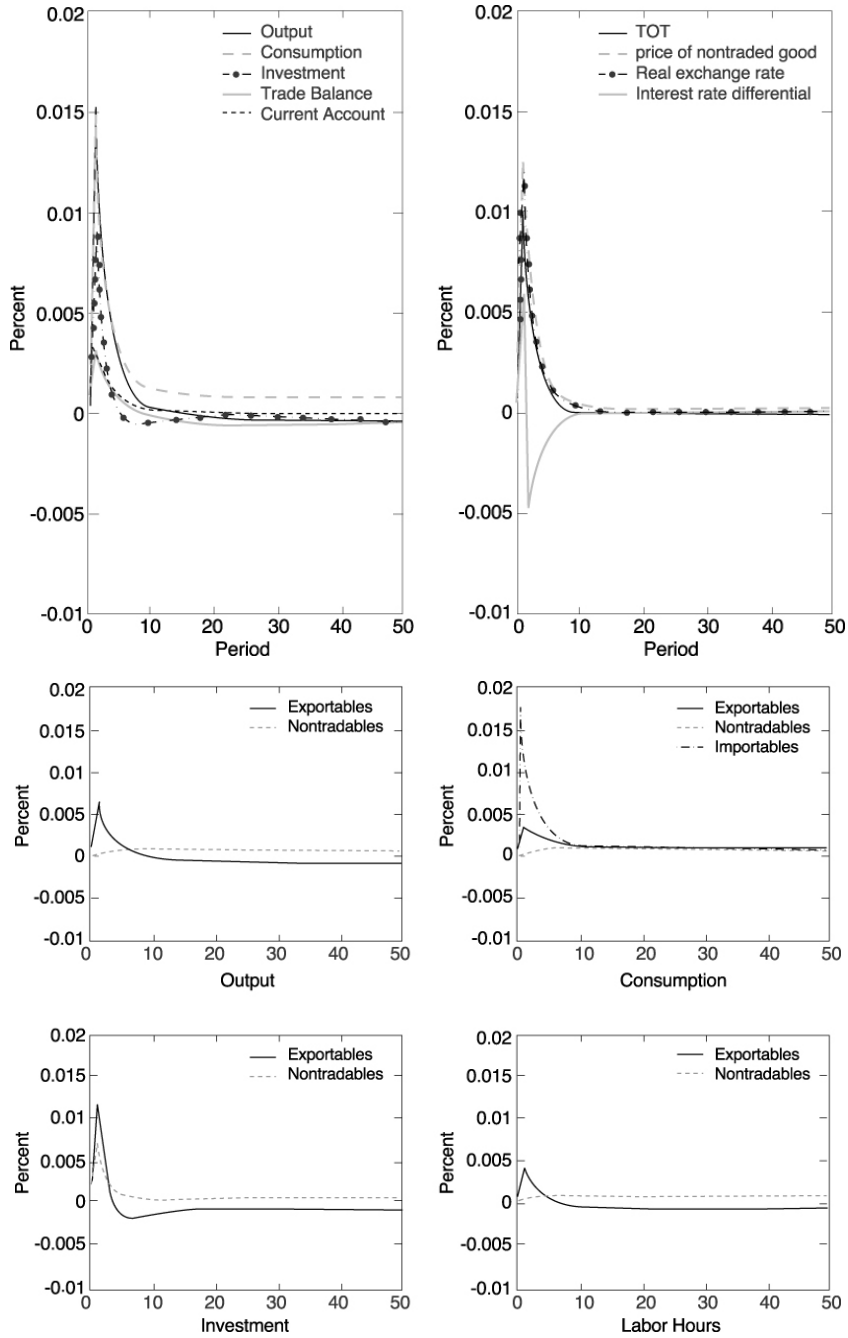 0.02
0.015
0.01
0.005
0
-0.005
-0.01
Percent
Output
Consumption
Investment
Trade Balance
Current Account
0 10 20 30 40 50
Period
0.02
0.015
0.01
0.005
0
-0.005
-0.01
Percent
TOT
price of nontraded good
Real exchange rate
Interest rate differential
0 10 20 30 40 50
Period
0.02
0.015
0.01
0.005
0
-0.005
-0.01
Percent
Exportables
Nontradables
0 10 20 30 40 50
Output
0.02
0.015
0.01
0.005
0
-0.005
-0.01
Percent
Exportables
Nontradables
Importables
0 10 20 30 40 50
Consumption
0.02
0.015
0.01
0.005
0
-0.005
-0.01
Percent
Exportables
Nontradables
0 10 20 30 40 50
Investment
0.02
0.015
0.01
0.005
0
-0.005
-0.01
Percent
Exportables
Nontradables
0 10 20 30 40 50
Labor Hours